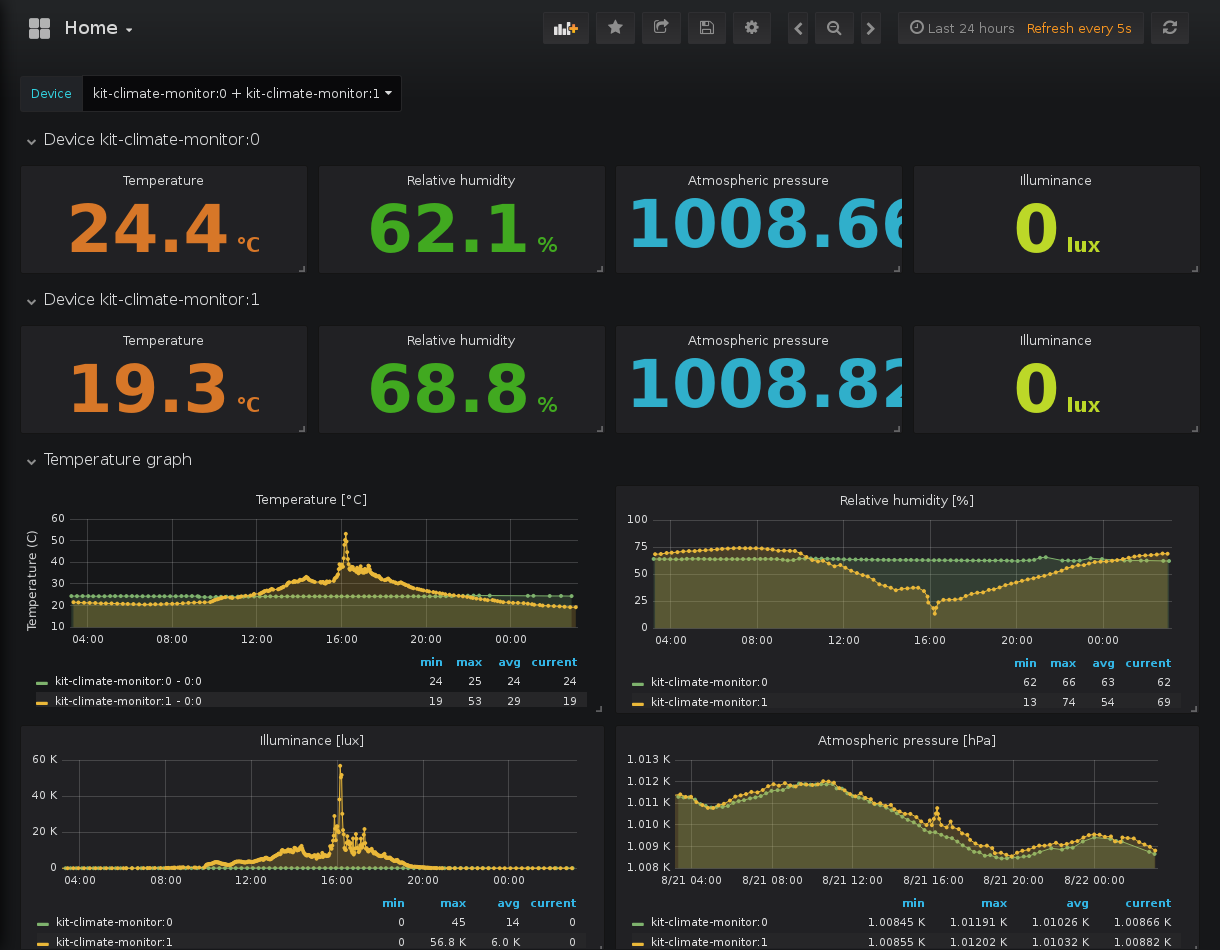 Home
Last 24 hours Refresh every 5s
Device kit-climate-monitor:0 + kit-climate-monitor:1
Device kit-climate-monitor:0
Temperature Relative humidity Atmospheric pressure Illuminance
24.4 °C 62.1 % 1008.66 0 lux
Device kit-climate-monitor:1
Temperature Relative humidity Atmospheric pressure Illuminance
19.3 °C 68.8 % 1008.82 0 lux
Temperature graph
Temperature [°C]
Temperature (C)
60
50
40
30
20
10
04:00 08:00 12:00 16:00 20:00 00:00
min max avg current
kit-climate-monitor:0 - 0:0 24 25 24 24
kit-climate-monitor:1 - 0:0 19 53 29 19
Relative humidity [%]
100
75
50
25
0
04:00 08:00 12:00 16:00 20:00 00:00
min max avg current
kit-climate-monitor:0 62 66 63 62
kit-climate-monitor:1 13 74 54 69
Illuminance [lux]
60 K
40 K
20 K
0
04:00 08:00 12:00 16:00 20:00 00:00
min max avg current
kit-climate-monitor:0 0 45 14 0
kit-climate-monitor:1 0 56.8 K 6.0 K 0
Atmospheric pressure [hPa]
1.013 K
1.012 K
1.011 K
1.010 K
1.009 K
1.008 K
8/21 04:00 8/21 08:00 8/21 12:00 8/21 16:00 8/21 20:00 8/22 00:00
min max avg current
kit-climate-monitor:0 1.00845 K 1.01191 K 1.01026 K 1.00866 K
kit-climate-monitor:1 1.00855 K 1.01202 K 1.01032 K 1.00882 K